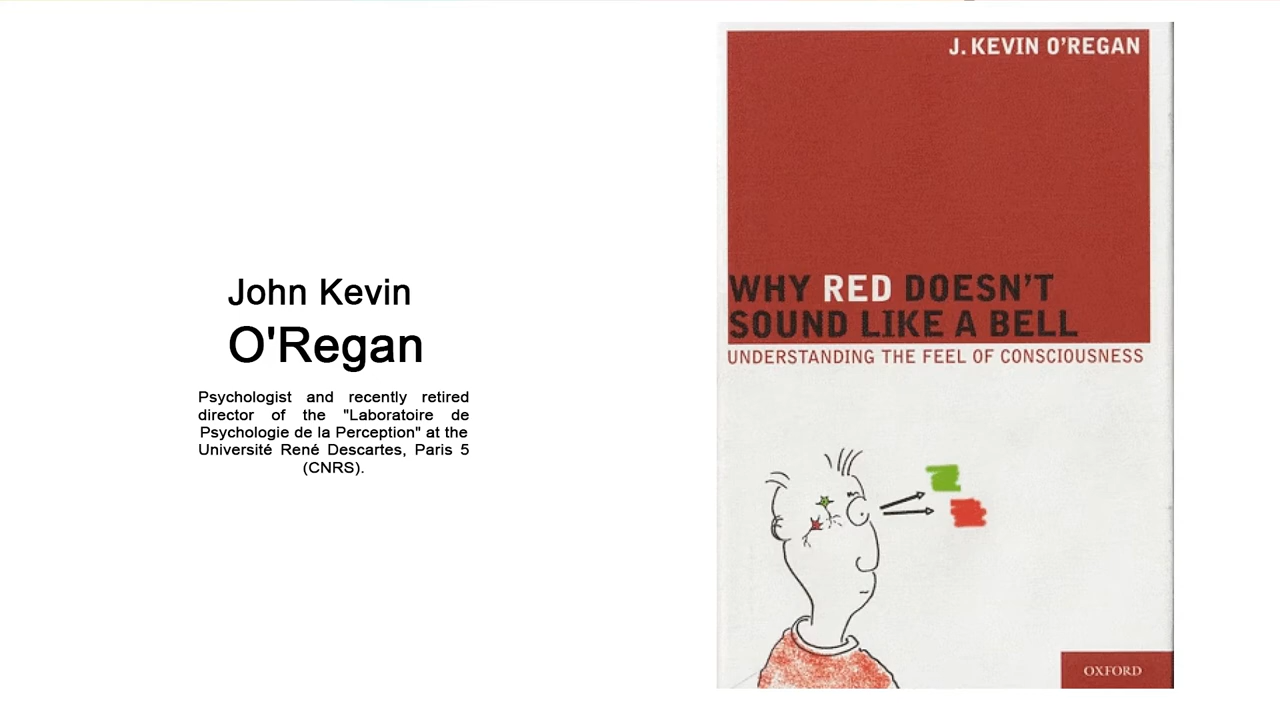 John Kevin
O'Regan
Psychologist and recently retired
director of the "Laboratoire de
Psychologie de la Perception" at the
Université René Descartes, Paris 5
(CNRS).
J. KEVIN O'REGAN
WHY RED DOESN'T
SOUND LIKE A BELL
UNDERSTANDING THE FEEL OF CONSCIOUSNESS
OXFORD